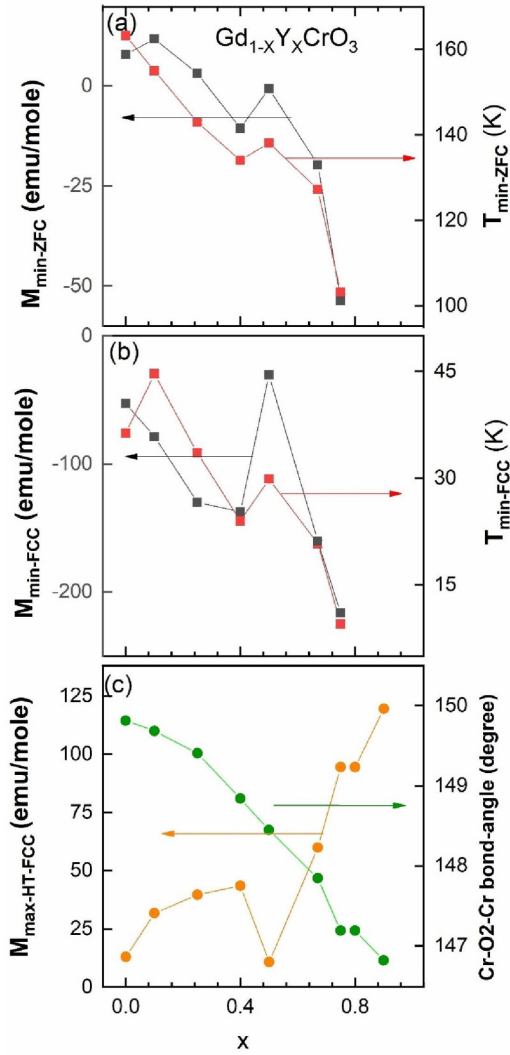 (a)
Gd1-XYXCrO3
0
-25
-50
Mmin-ZFC (emu/mole)
160
140
120
100
Tmin-ZFC (K)
(b)
0
-100
-200
Mmin-FCC (emu/mole)
45
30
15
Tmin-FCC (K)
(c)
125
100
75
50
25
0
Mmax-HT-FCC (emu/mole)
150
149
148
147
Cr-O2-Cr bond-angle (degree)
0.0 0.4 0.8
x